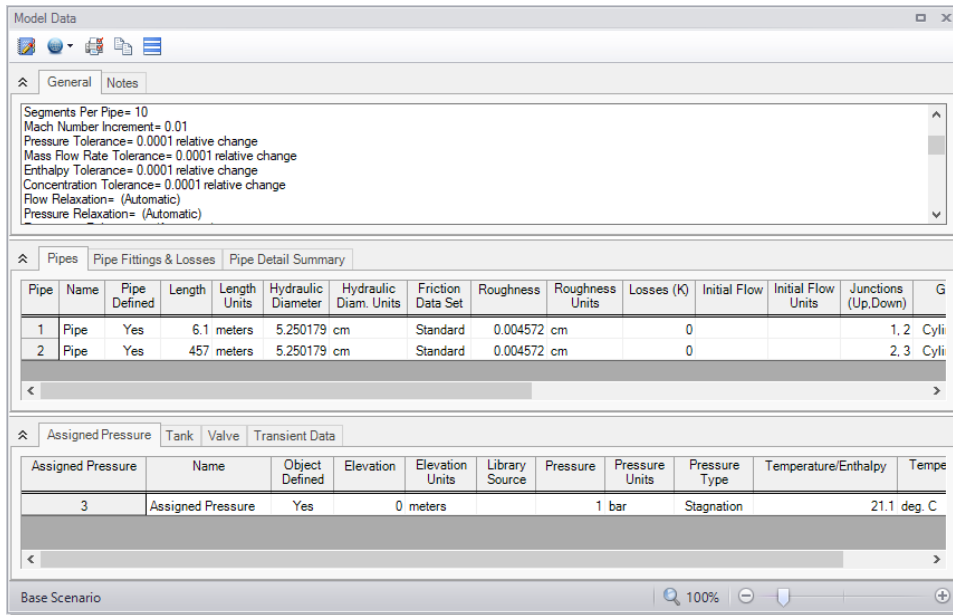 Model Data
General Notes
Segments Per Pipe= 10
Mach Number Increment= 0.01
Pressure Tolerance= 0.0001 relative change
Mass Flow Rate Tolerance= 0.0001 relative change
Enthalpy Tolerance= 0.0001 relative change
Concentration Tolerance= 0.0001 relative change
Flow Relaxation= (Automatic)
Pressure Relaxation= (Automatic)
Pipes Pipe Fittings & Losses Pipe Detail Summary
Pipe Name Pipe Defined Length Length Units Hydraulic Diameter Hydraulic Diam. Units Friction Data Set Roughness Roughness Units Losses (K) Initial Flow Initial Flow Units Junctions (Up,Down) G
1 Pipe Yes 6.1 meters 5.250179 cm Standard 0.004572 cm 0 1, 2 Cyli
2 Pipe Yes 457 meters 5.250179 cm Standard 0.004572 cm 0 2, 3 Cyli
Assigned Pressure Tank Valve Transient Data
Assigned Pressure Name Object Defined Elevation Elevation Units Library Source Pressure Pressure Units Pressure Type Temperature/Enthalpy Tempe
3 Assigned Pressure Yes 0 meters 1 bar Stagnation 21.1 deg. C
Base Scenario 100%